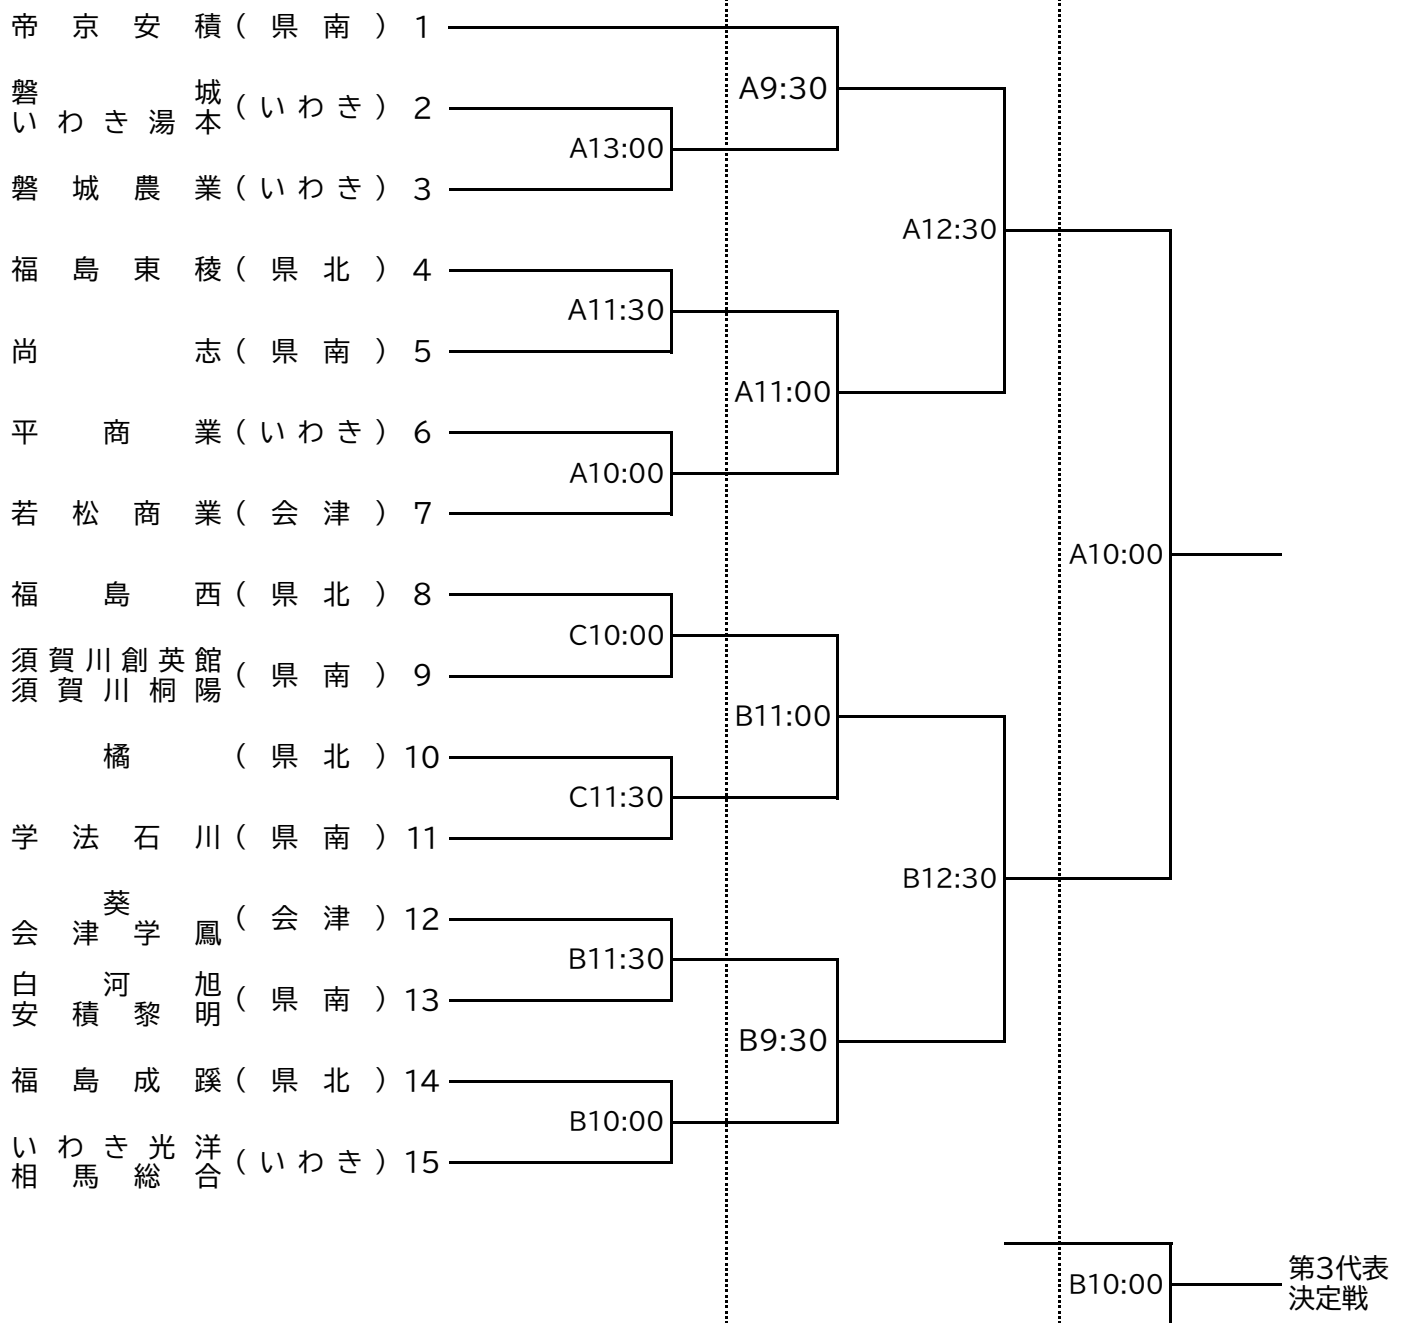 帝京安積（県南）1
磐城
いわき湯本
（いわき）2
磐城農業（いわき）3
福島東稜（県北）4
尚志（県南）5
平商業（いわき）6
若松商業（会津）7
福島西（県北）8
須賀川創英館
須賀川桐陽
（県南）9
橘（県北）10
学法石川（県南）11
葵
会津学鳳
（会津）12
白河旭
安積黎明
（県南）13
福島成蹊（県北）14
いわき光洋
相馬総合
（いわき）15
A13:00
A11:30
A10:00
C10:00
C11:30
B11:30
B10:00
A9:30
A11:00
B11:00
B9:30
A12:30
B12:30
A10:00
B10:00
第3代表
決定戦